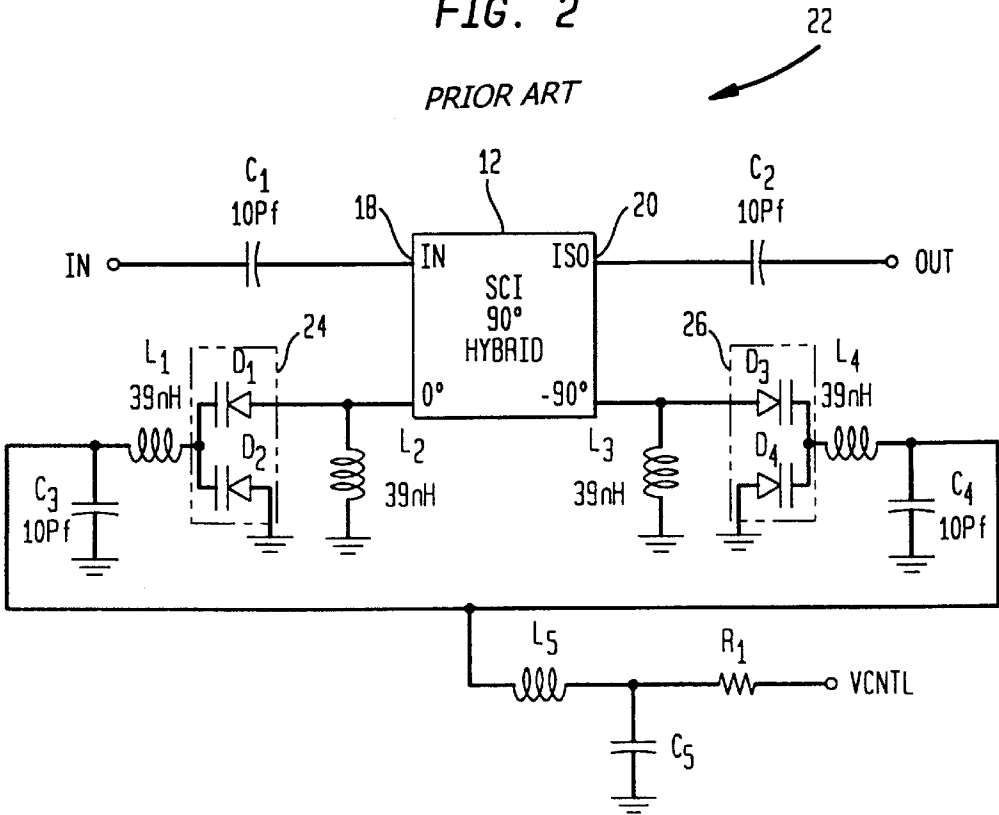 FIG. 2
22
PRIOR ART
C1
10Pf
12
C2
10Pf
18
20
IN
IN
ISO
OUT
SCI
90°
HYBRID
0°
-90°
24
26
L1
39nH
D1
D2
L2
39nH
L3
39nH
D3
D4
L4
39nH
C3
10Pf
C4
10Pf
L5
R1
VCNTL
C5